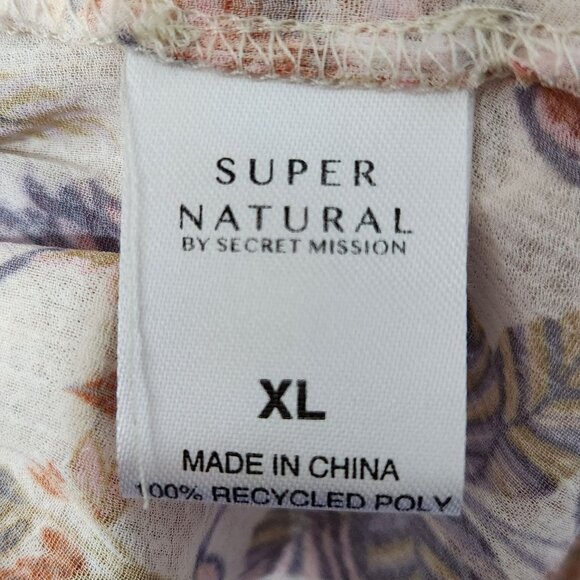 SUPER
NATURAL
BY SECRET MISSION
XL
MADE IN CHINA
100% RECYCLED POLY